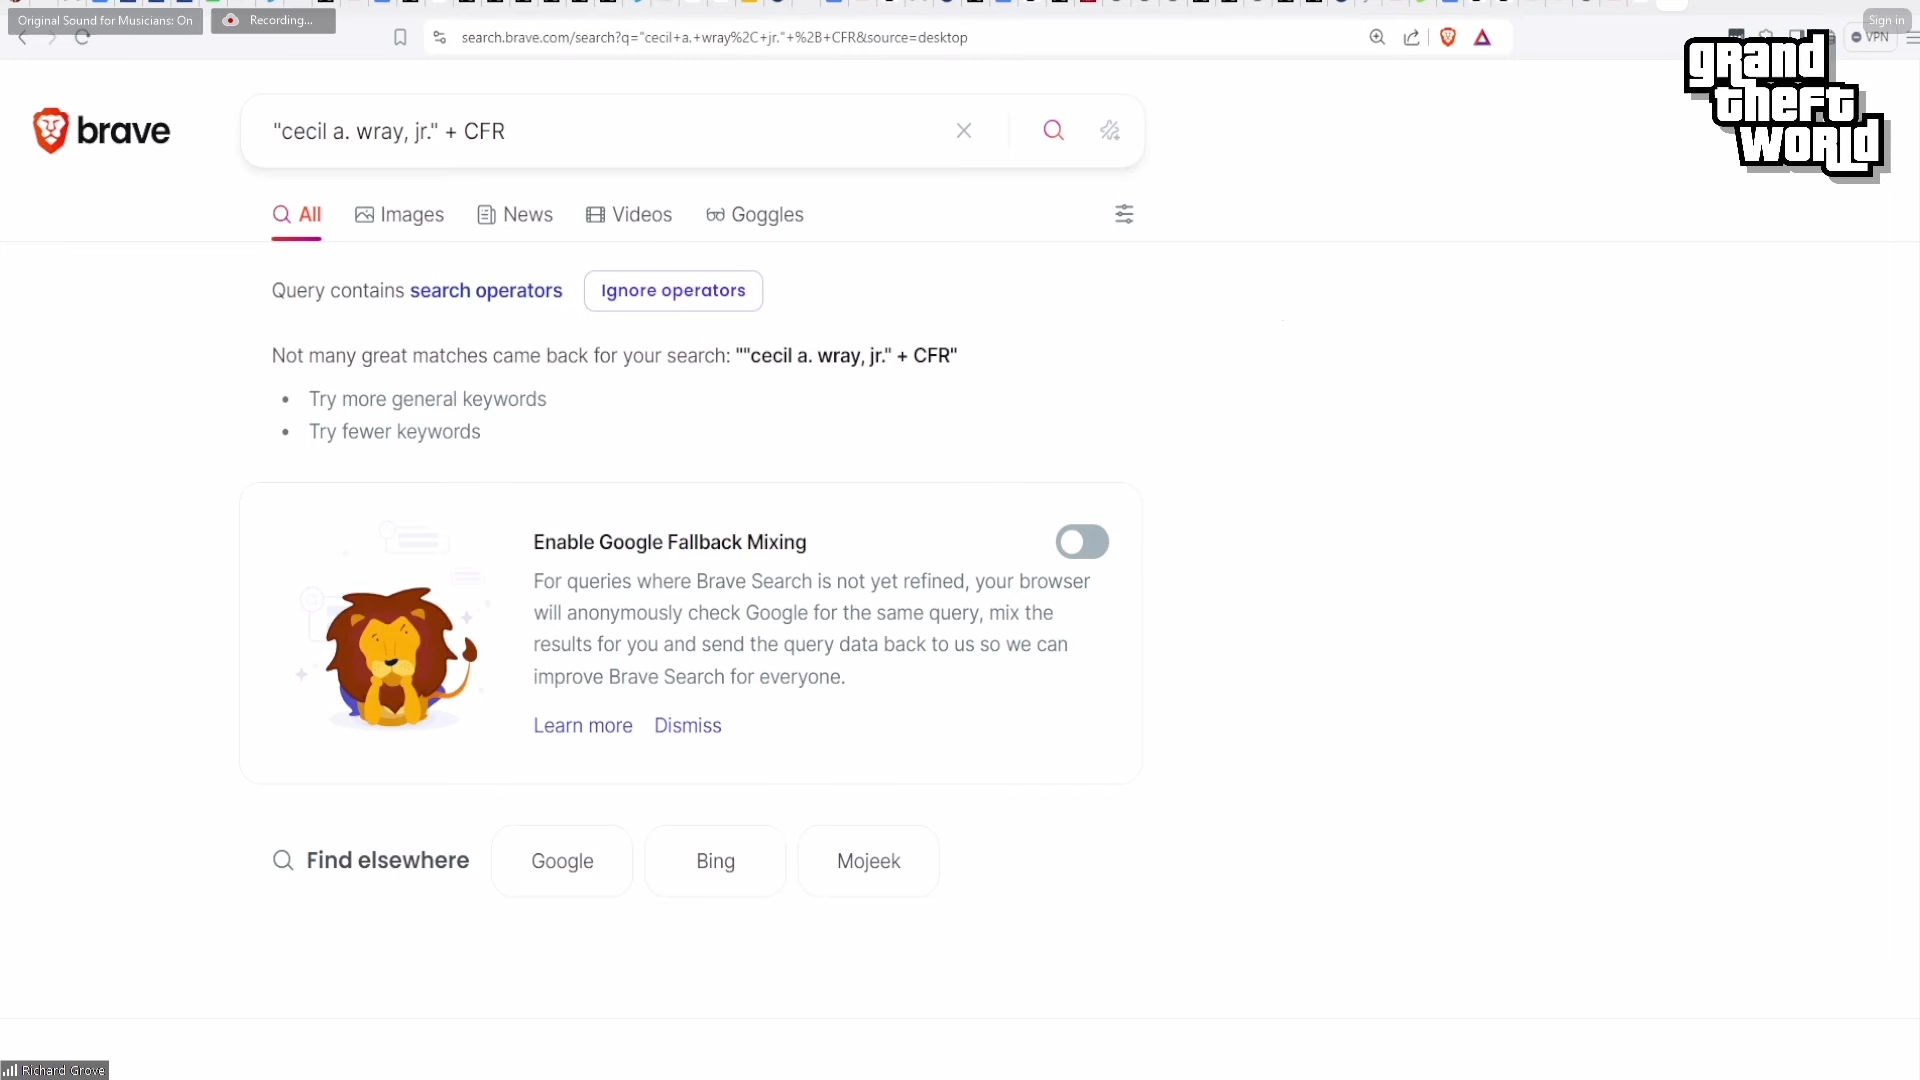 Original Sound for Musicians: On
Recording...
Sign in
search.brave.com/search?q="cecil+a.+wray%2C+jr."+%2B+CFR&source=desktop
VPN
grand
theft
world
brave
"cecil a. wray, jr." + CFR
All
Images
News
Videos
Goggles
Query contains search operators
Ignore operators
Not many great matches came back for your search: ""cecil a. wray, jr." + CFR"
• Try more general keywords
• Try fewer keywords
Enable Google Fallback Mixing
For queries where Brave Search is not yet refined, your browser
will anonymously check Google for the same query, mix the
results for you and send the query data back to us so we can
improve Brave Search for everyone.
Learn more
Dismiss
Find elsewhere
Google
Bing
Mojeek
Richard Grove